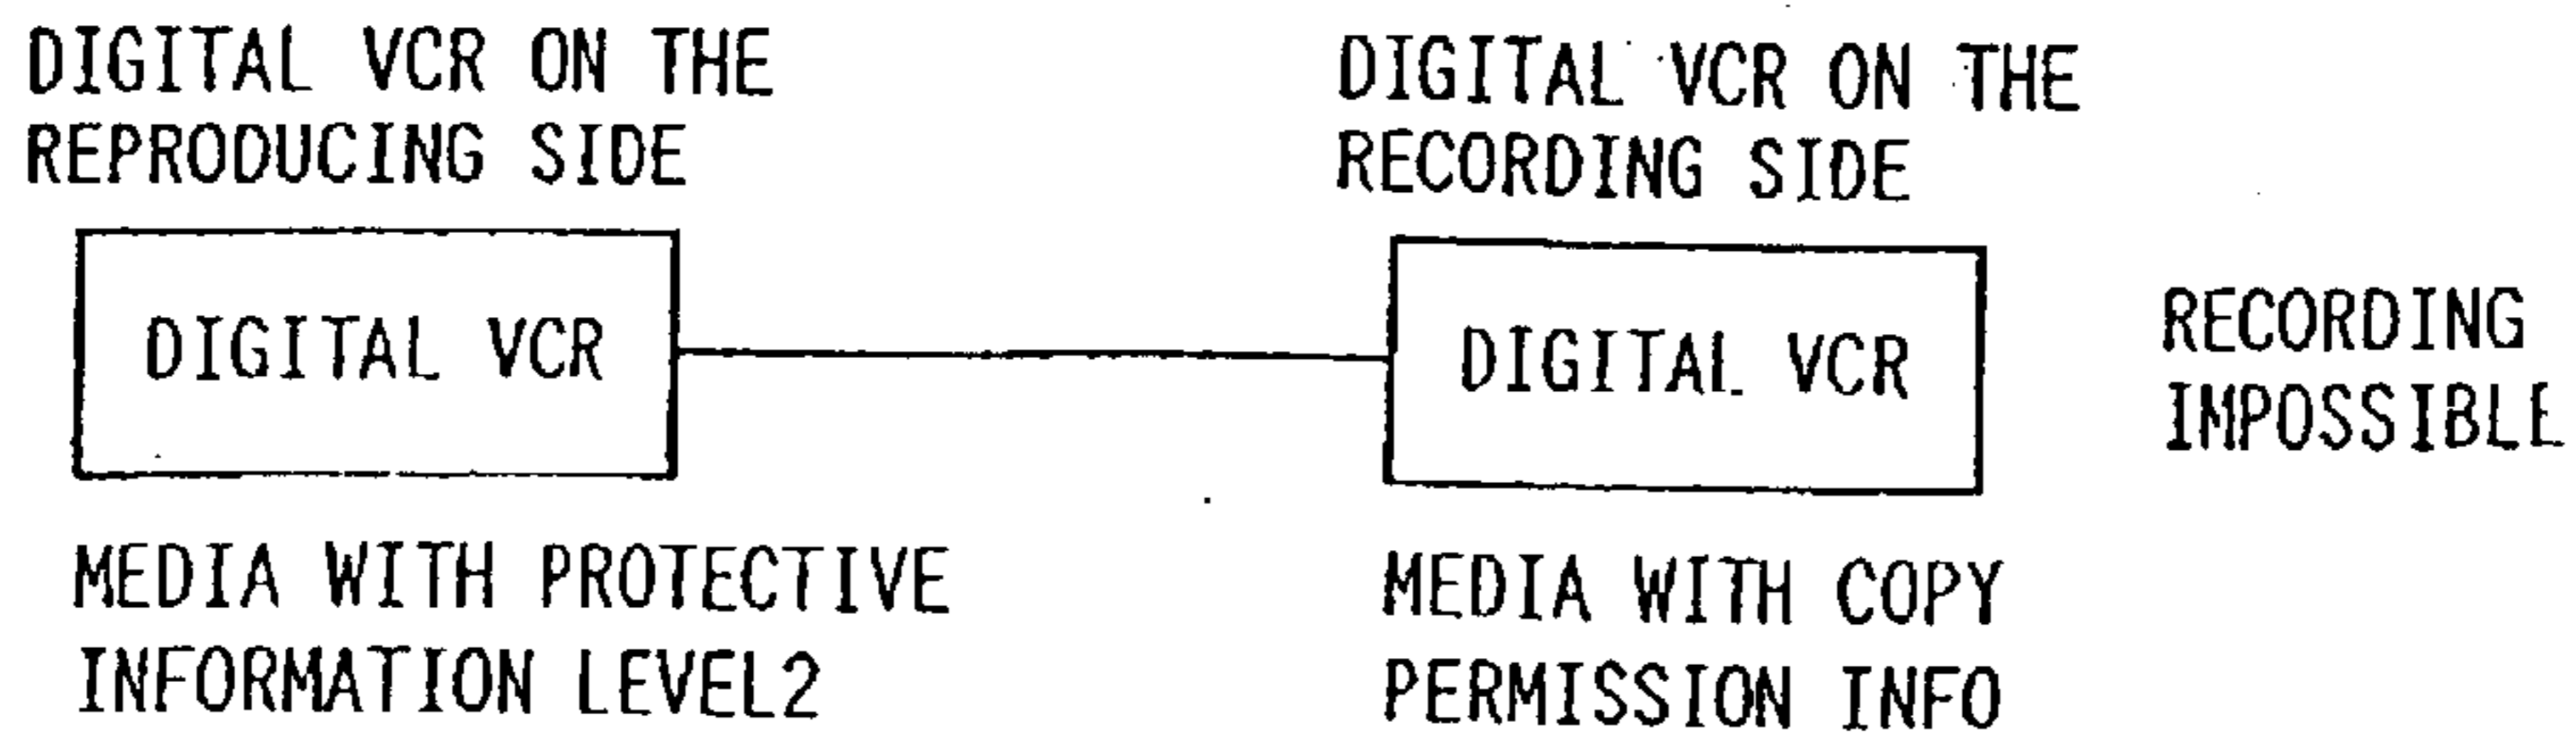 DIGITAL VCR ON THE
REPRODUCING SIDE
DIGITAL VCR ON THE
RECORDING SIDE
DIGITAL VCR
DIGITAL VCR
RECORDING
IMPOSSIBLE
MEDIA WITH PROTECTIVE
INFORMATION LEVEL2
MEDIA WITH COPY
PERMISSION INFO